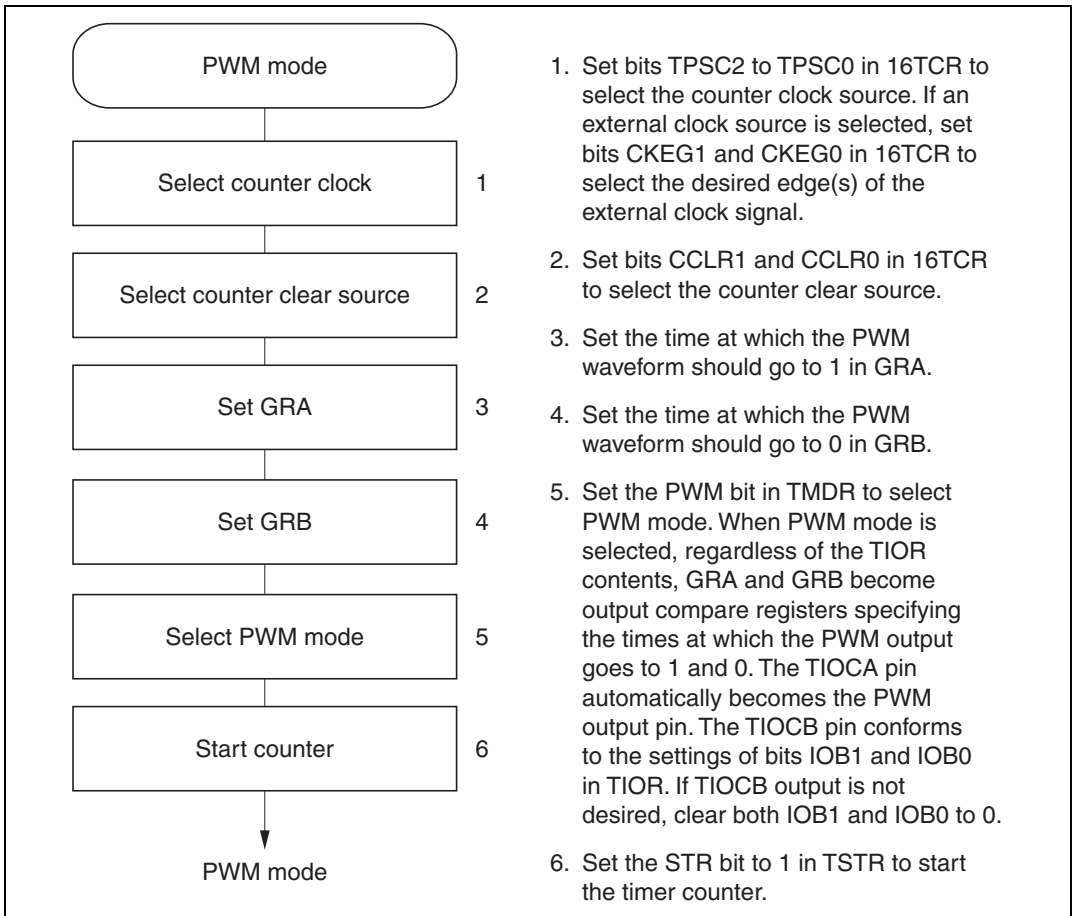 PWM mode
Select counter clock 1
Select counter clear source 2
Set GRA 3
Set GRB 4
Select PWM mode 5
Start counter 6
PWM mode
1. Set bits TPSC2 to TPSC0 in 16TCR to
select the counter clock source. If an
external clock source is selected, set
bits CKEG1 and CKEG0 in 16TCR to
select the desired edge(s) of the
external clock signal.
2. Set bits CCLR1 and CCLR0 in 16TCR
to select the counter clear source.
3. Set the time at which the PWM
waveform should go to 1 in GRA.
4. Set the time at which the PWM
waveform should go to 0 in GRB.
5. Set the PWM bit in TMDR to select
PWM mode. When PWM mode is
selected, regardless of the TIOR
contents, GRA and GRB become
output compare registers specifying
the times at which the PWM output
goes to 1 and 0. The TIOCA pin
automatically becomes the PWM
output pin. The TIOCB pin conforms
to the settings of bits IOB1 and IOB0
in TIOR. If TIOCB output is not
desired, clear both IOB1 and IOB0 to 0.
6. Set the STR bit to 1 in TSTR to start
the timer counter.